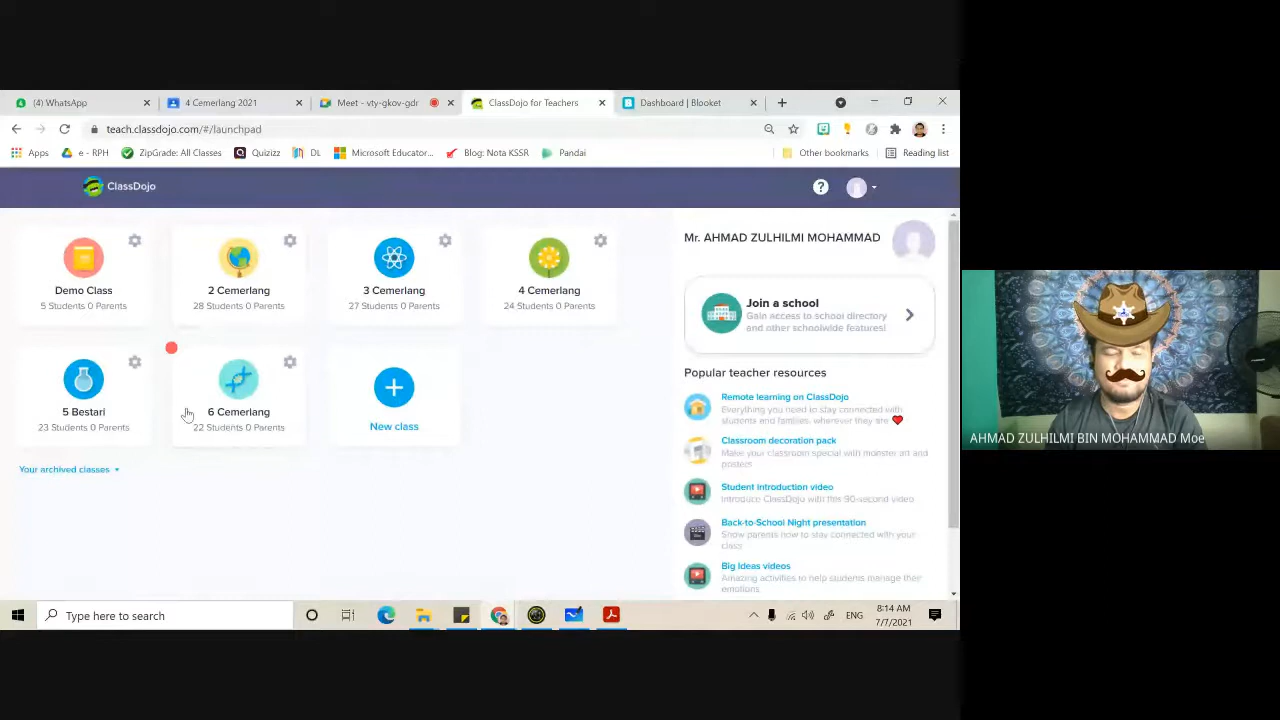 (4) WhatsApp
4 Cemerlang 2021
Meet - vty-gkov-gdr
ClassDojo for Teachers
Dashboard | Blooket
teach.classdojo.com/#/launchpad
Apps
e - RPH
ZipGrade: All Classes
Quizizz
DL
Microsoft Educator...
Blog: Nota KSSR
Pandai
Other bookmarks
Reading list
ClassDojo
?
Demo Class
5 Students 0 Parents
2 Cemerlang
28 Students 0 Parents
3 Cemerlang
27 Students 0 Parents
4 Cemerlang
24 Students 0 Parents
5 Bestari
23 Students 0 Parents
6 Cemerlang
22 Students 0 Parents
New class
Your archived classes
Mr. AHMAD ZULHILMI MOHAMMAD
Join a school
Gain access to school directory
and other schoolwide features!
Popular teacher resources
Remote learning on ClassDojo
Everything you need to stay connected with
students and families, wherever they are
Classroom decoration pack
Make your classroom special with monster art and
posters
Student introduction video
Introduce ClassDojo with this 90-second video
Back-to-School Night presentation
Show parents how to stay connected with your
class
Big Ideas videos
Amazing activities to help students manage their
emotions
AHMAD ZULHILMI BIN MOHAMMAD Moe
Type here to search
ENG
8:14 AM
7/7/2021